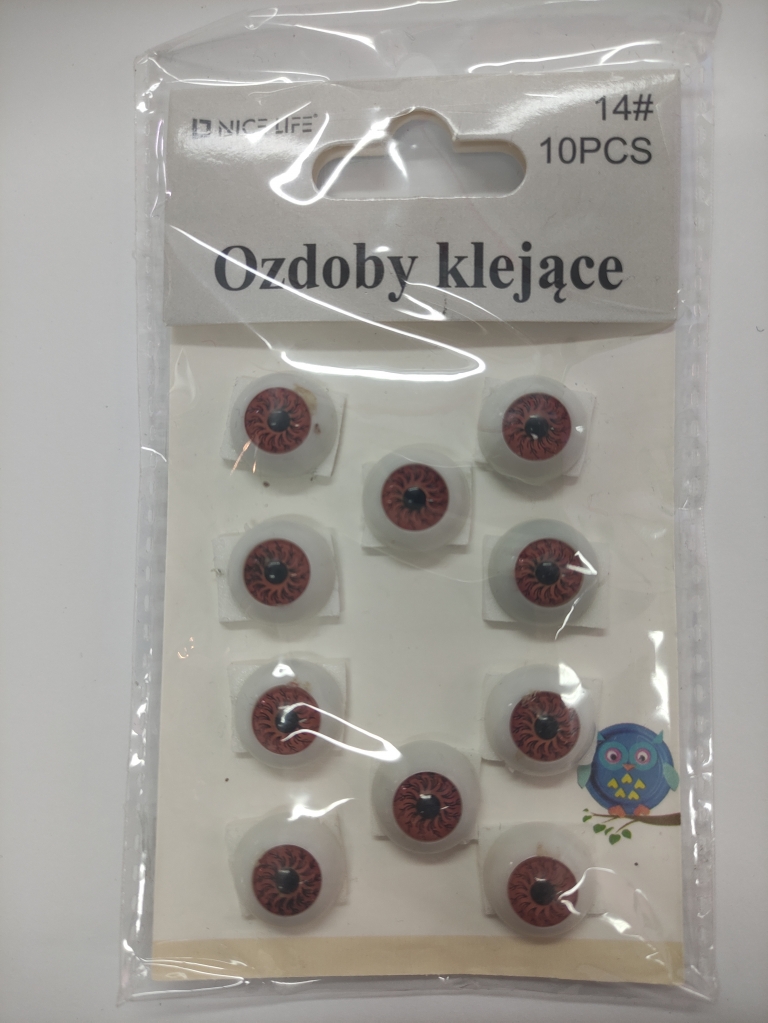 NICE LIFE®
14#
10PCS
Ozdoby klejące